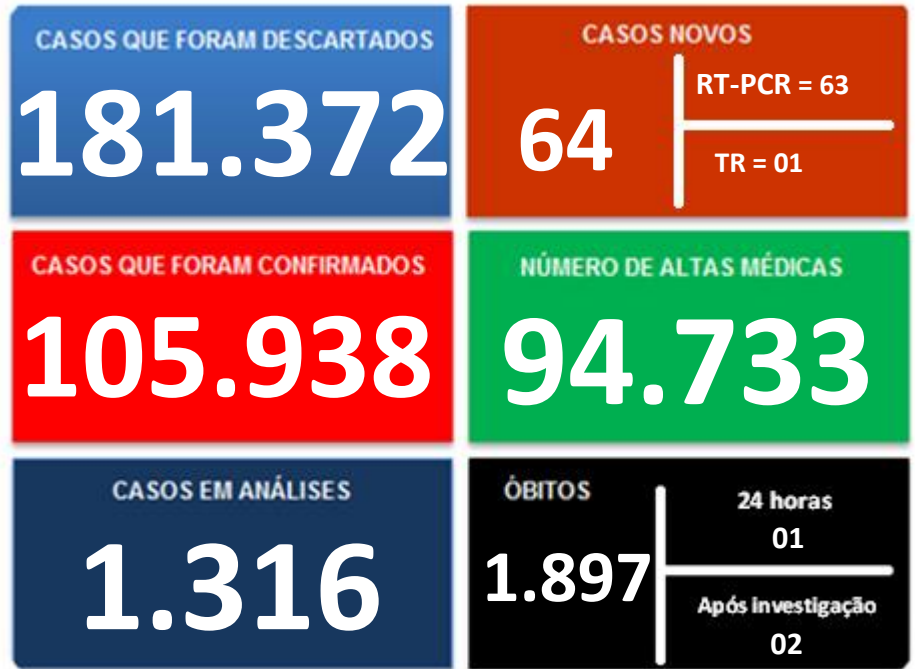 CASOS QUE FORAM DESCARTADOS
181.372
CASOS NOVOS
64
RT-PCR = 63
TR = 01
CASOS QUE FORAM CONFIRMADOS
105.938
NÚMERO DE ALTAS MÉDICAS
94.733
CASOS EM ANÁLISES
1.316
ÓBITOS
1.897
24 horas
01
Após investigação
02